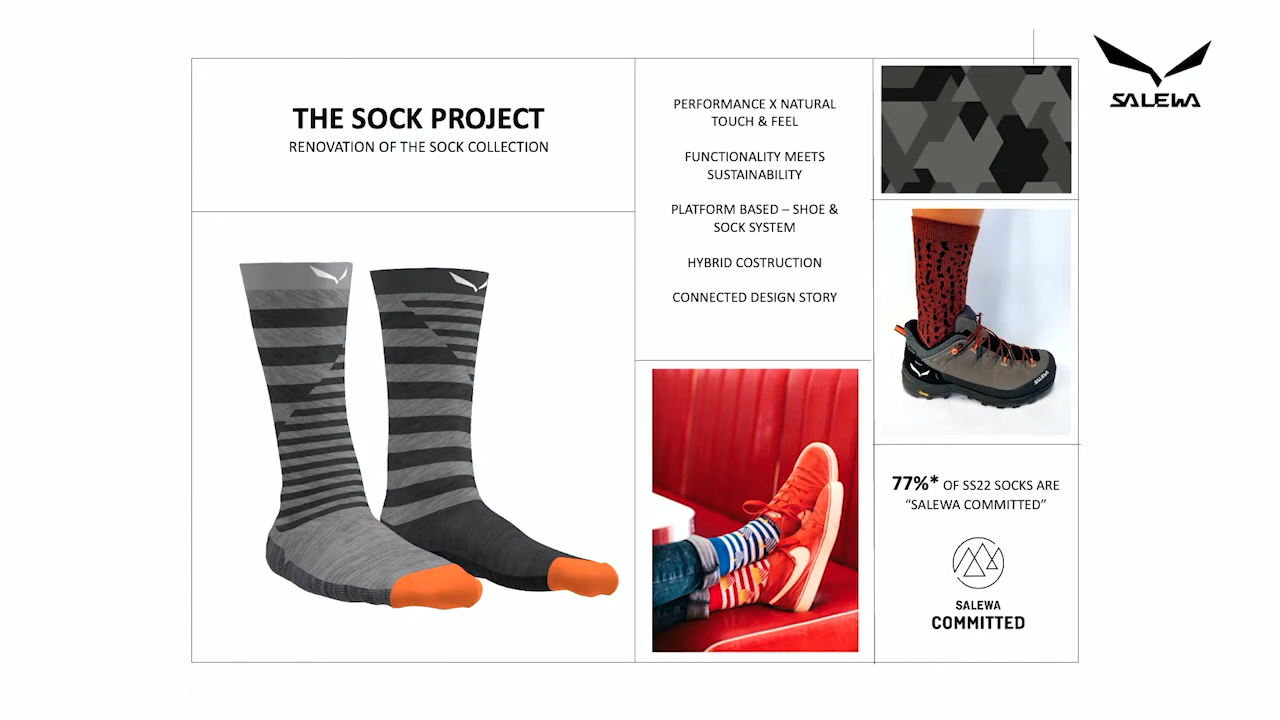 THE SOCK PROJECT
RENOVATION OF THE SOCK COLLECTION
PERFORMANCE X NATURAL
TOUCH & FEEL
FUNCTIONALITY MEETS
SUSTAINABILITY
PLATFORM BASED – SHOE &
SOCK SYSTEM
HYBRID COSTRUCTION
CONNECTED DESIGN STORY
SALEWA
SALEWA
77%* OF SS22 SOCKS ARE
“SALEWA COMMITTED”
SALEWA
COMMITTED